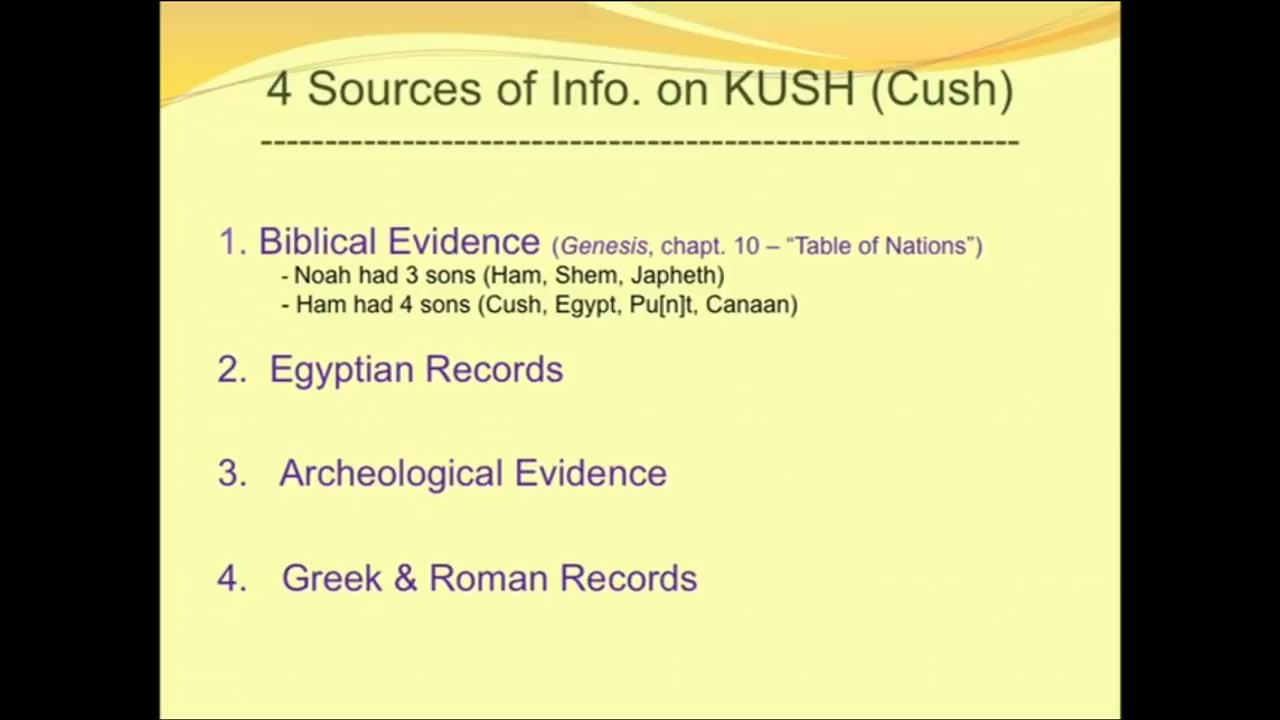 4 Sources of Info. on KUSH (Cush)
-----------------------------------------------------------
1. Biblical Evidence (Genesis, chapt. 10 – “Table of Nations”)
- Noah had 3 sons (Ham, Shem, Japheth)
- Ham had 4 sons (Cush, Egypt, Pu[n]t, Canaan)
2. Egyptian Records
3. Archeological Evidence
4. Greek & Roman Records